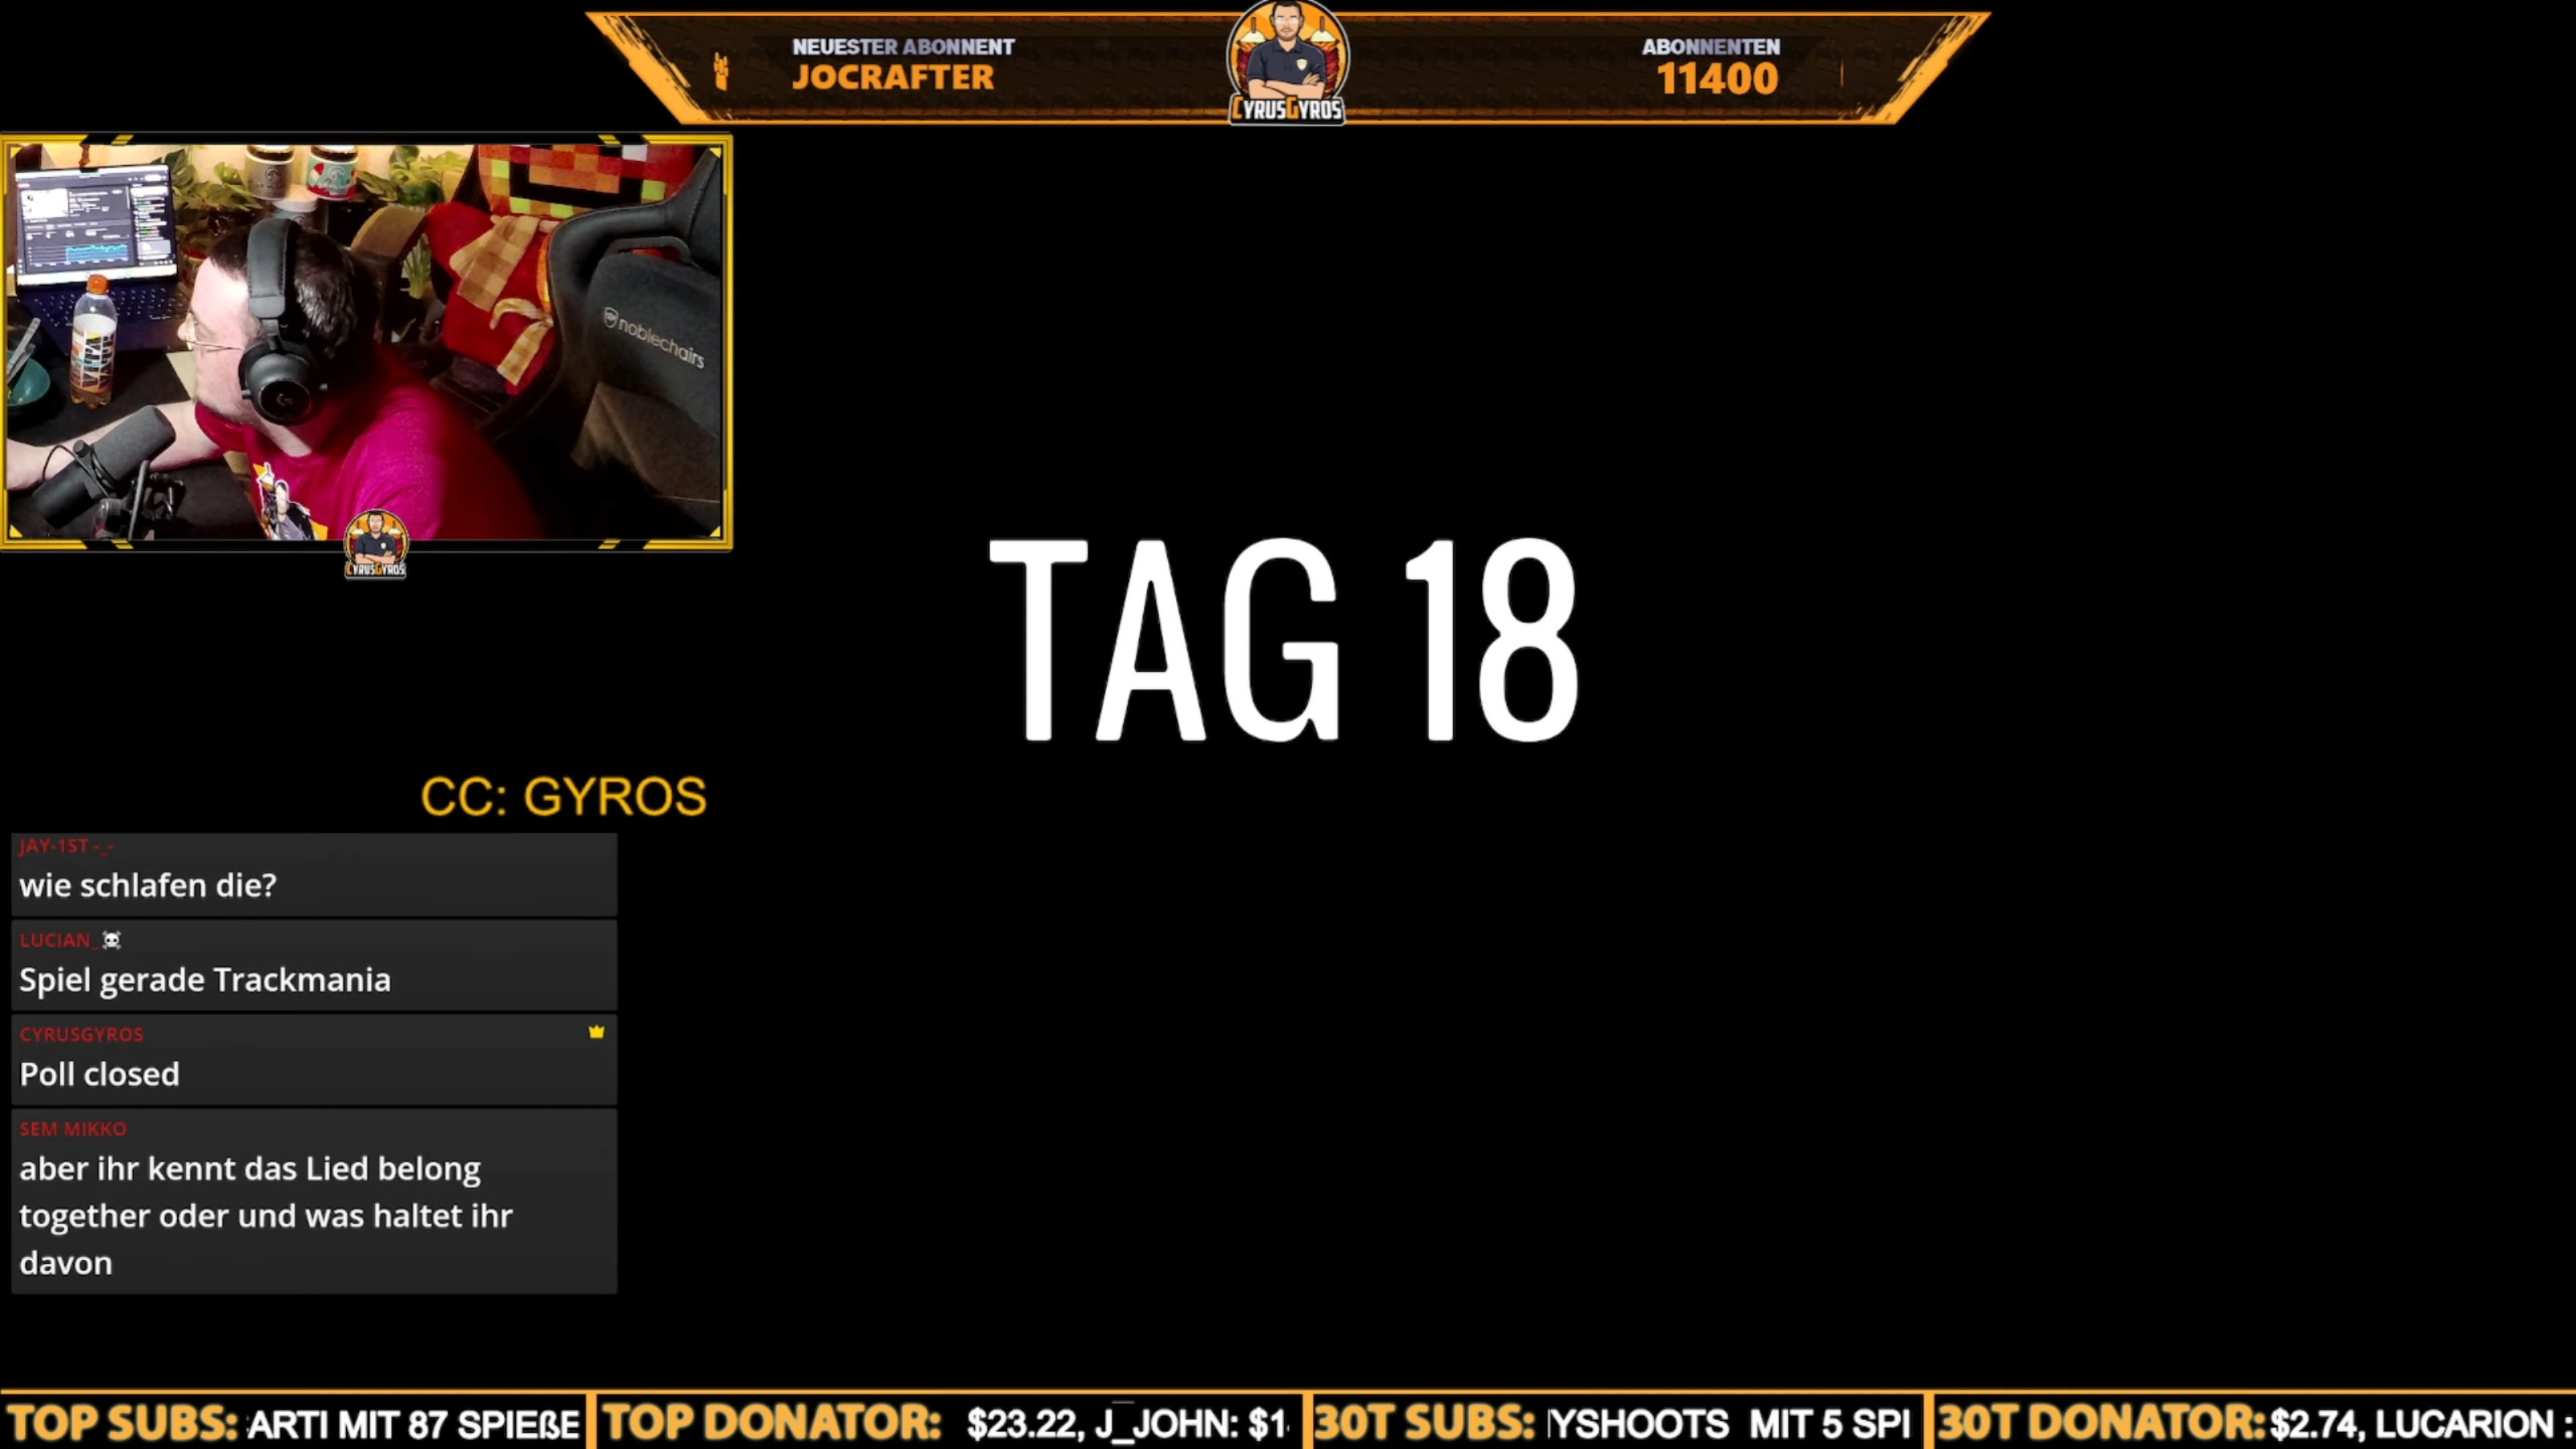 NEUESTER ABONNENT
JOCRAFTER
CYRUSGYROS
ABONNENTEN
11400
noblechairs
CYRUSGYROS
TAG 18
CC: GYROS
JAY-1ST -_-
wie schlafen die?
LUCIAN_☠
Spiel gerade Trackmania
CYRUSGYROS
Poll closed
SEM MIKKO
aber ihr kennt das Lied belong
together oder und was haltet ihr
davon
TOP SUBS: ARTI MIT 87 SPIEßE TOP DONATOR: $23.22, J_JOHN: $1 30T SUBS: YSHOOTS MIT 5 SPI 30T DONATOR: $2.74, LUCARION :